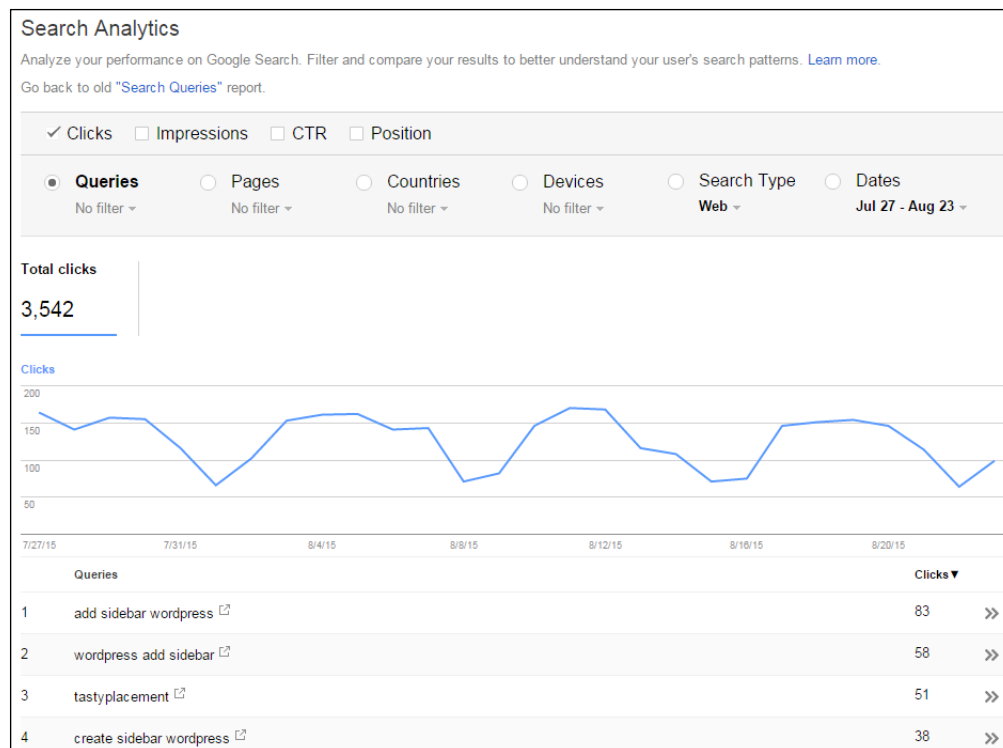 Search Analytics
Analyze your performance on Google Search. Filter and compare your results to better understand your user's search patterns. Learn more.
Go back to old "Search Queries" report.
Clicks Impressions CTR Position
Queries Pages Countries Devices Search Type Dates
No filter No filter No filter No filter Web Jul 27 - Aug 23
Total clicks
3,542
Clicks
200
150
100
50
7/27/15 7/31/15 8/4/15 8/8/15 8/12/15 8/16/15 8/20/15
Queries Clicks▼
1 add sidebar wordpress 83 »
2 wordpress add sidebar 58 »
3 tastyplacement 51 »
4 create sidebar wordpress 38 »